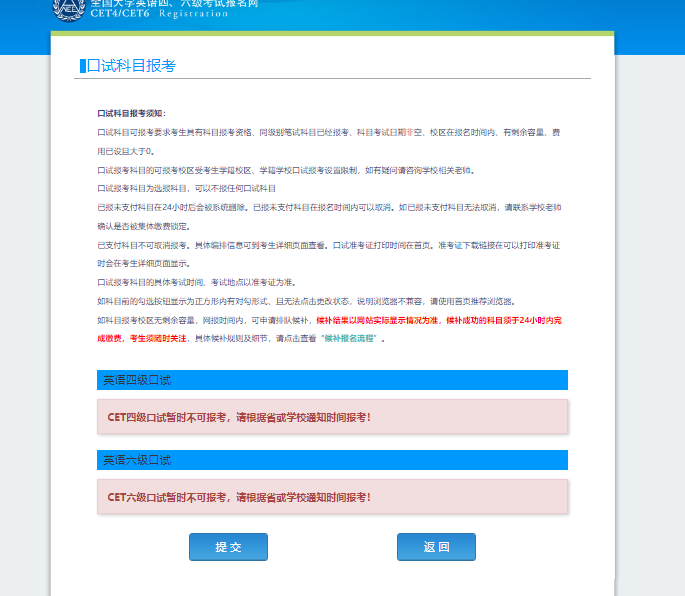 全国大学英语四、六级考试报名网
CET4/CET6 Registration
口试科目报考
口试科目报考须知：
口试科目可报考要求考生具有科目报考资格、同级别笔试科目已经报考、科目考试日期非空、校区在报名时间内、有剩余容量、费
用已设且大于0。
口试报考科目的可报考校区受考生学籍校区、学籍学校口试报考设置限制，如有疑问请咨询学校相关老师。
口试报考科目为选报科目，可以不报任何口试科目
已报未支付科目在24小时后会被系统删除。已报未支付科目在报名时间内可以取消。如已报未支付科目无法取消，请联系学校老师
确认是否被集体缴费锁定。
已支付科目不可取消报考。具体编排信息可到考生详细页面查看。口试准考证打印时间在首页。准考证下载链接在可以打印准考证
时会在考生详细页面显示。
口试报考科目的具体考试时间、考试地点以准考证为准。
如科目前的勾选按钮显示为正方形内有对勾形式、且无法点击更改状态，说明浏览器不兼容，请使用首页推荐浏览器。
如科目报考校区无剩余容量，网报时间内，可申请排队候补，候补结果以网站实际显示情况为准，候补成功的科目须于24小时内完
成缴费，考生须随时关注，具体候补规则及细节，请点击查看“候补报名流程”。
英语四级口试
CET四级口试暂时不可报考，请根据省或学校通知时间报考！
英语六级口试
CET六级口试暂时不可报考，请根据省或学校通知时间报考！
提 交
返 回